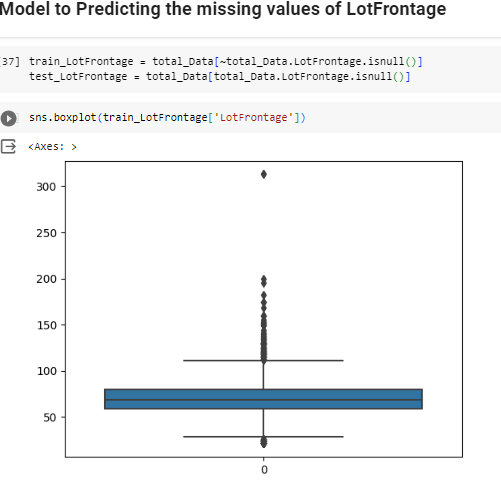 Model to Predicting the missing values of LotFrontage
37] train_LotFrontage = total_Data[~total_Data.LotFrontage.isnull()]
test_LotFrontage = total_Data[total_Data.LotFrontage.isnull()]
sns.boxplot(train_LotFrontage['LotFrontage'])
<Axes: >
300
250
200
150
100
50
0